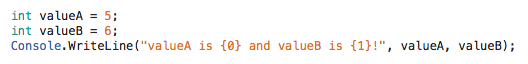 int valueA = 5;
int valueB = 6;
Console.WriteLine("valueA is {0} and valueB is {1}!", valueA, valueB);